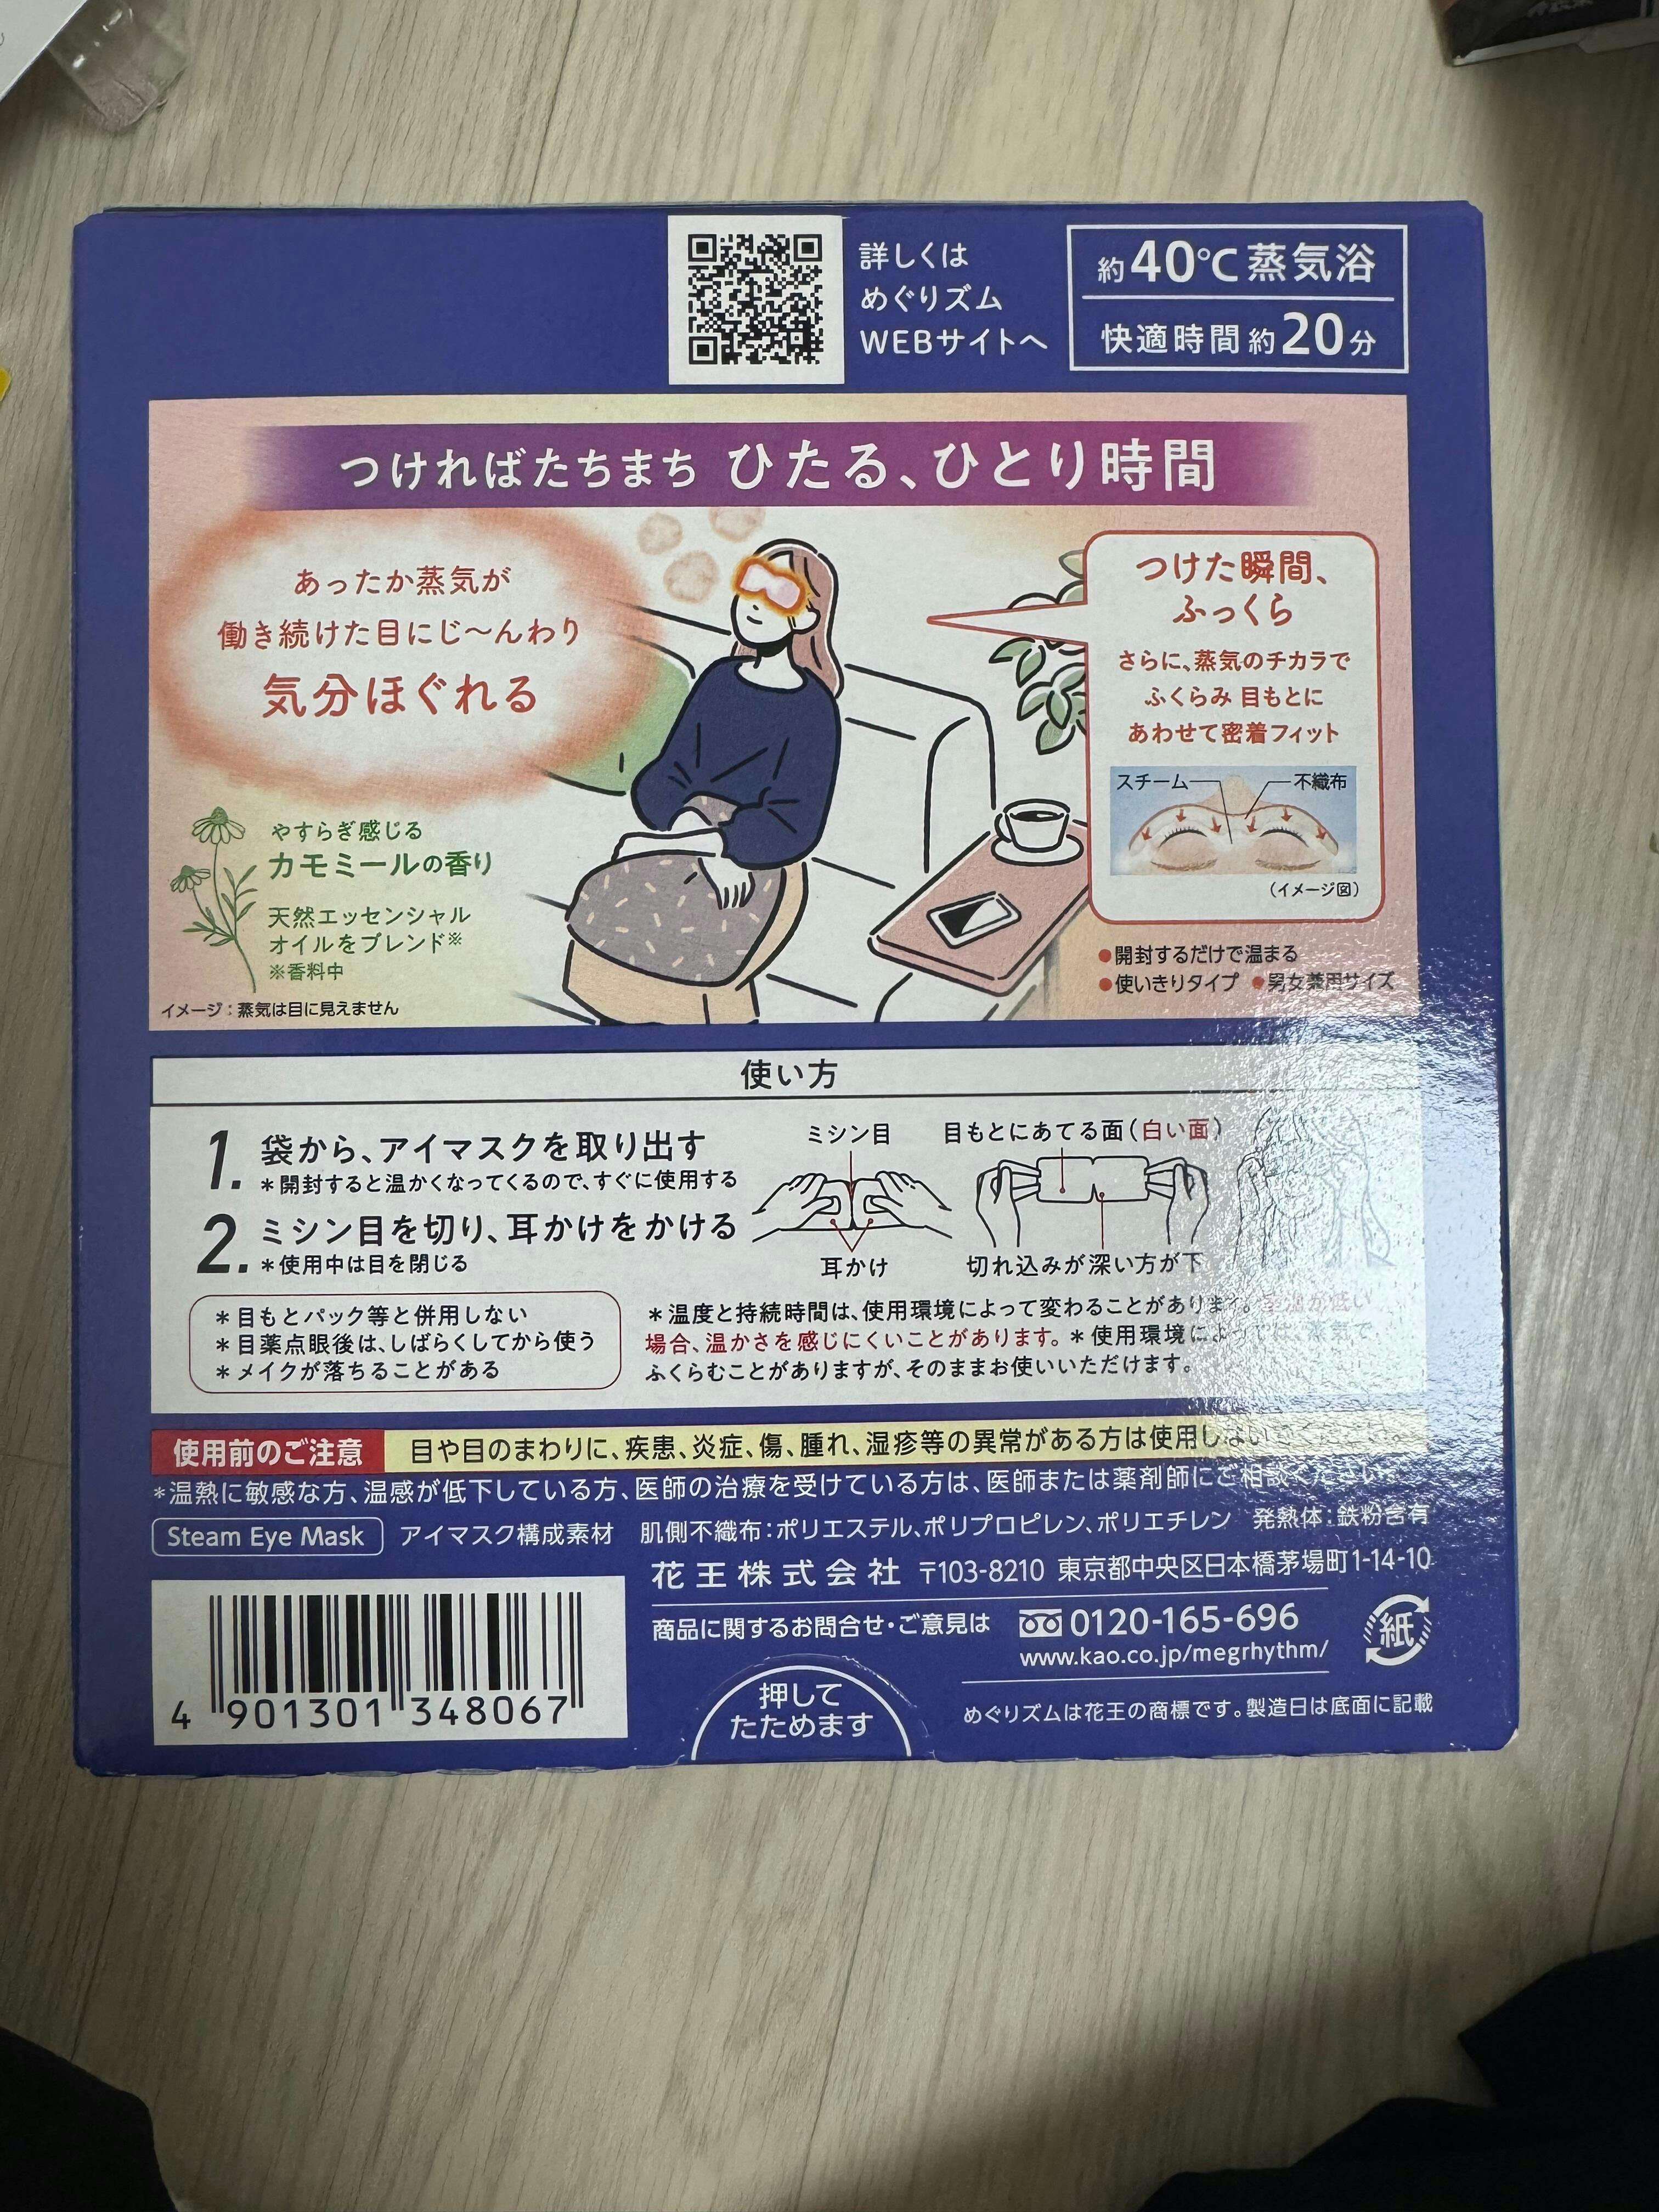 詳しくは
めぐりズム
WEBサイトへ
約40℃蒸気浴
快適時間約20分
つければたちまち ひたる、ひとり時間
あったか蒸気が
働き続けた目にじ〜んわり
気分ほぐれる
つけた瞬間、
ふっくら
さらに、蒸気のチカラで
ふくらみ 目もとに
あわせて密着フィット
スチーム 不織布
(イメージ図)
やすらぎ感じる
カモミールの香り
天然エッセンシャル
オイルをブレンド※
※香料中
イメージ：蒸気は目に見えません
●開封するだけで温まる
●使いきりタイプ ●男女兼用サイズ
使い方
1. 袋から、アイマスクを取り出す
＊開封すると温かくなってくるので、すぐに使用する
2. ミシン目を切り、耳かけをかける
＊使用中は目を閉じる
ミシン目
耳かけ
目もとにあてる面(白い面)
切れ込みが深い方が下
＊目もとパック等と併用しない
＊目薬点眼後は、しばらくしてから使う
＊メイクが落ちることがある
＊温度と持続時間は、使用環境によって変わることがあります。室温が低い
場合、温かさを感じにくいことがあります。＊使用環境によっては、蒸気で
ふくらむことがありますが、そのままお使いいただけます。
使用前のご注意 目や目のまわりに、疾患、炎症、傷、腫れ、湿疹等の異常がある方は使用しない
＊温熱に敏感な方、温感が低下している方、医師の治療を受けている方は、医師または薬剤師にご相談ください。
Steam Eye Mask アイマスク構成素材 肌側不織布：ポリエステル、ポリプロピレン、ポリエチレン 発熱体：鉄粉含有
花王株式会社 〒103-8210 東京都中央区日本橋茅場町1-14-10
商品に関するお問合せ・ご意見は 0120-165-696
www.kao.co.jp/megrhythm/
紙
めぐりズムは花王の商標です。製造日は底面に記載
押して
たためます
4 901301 348067